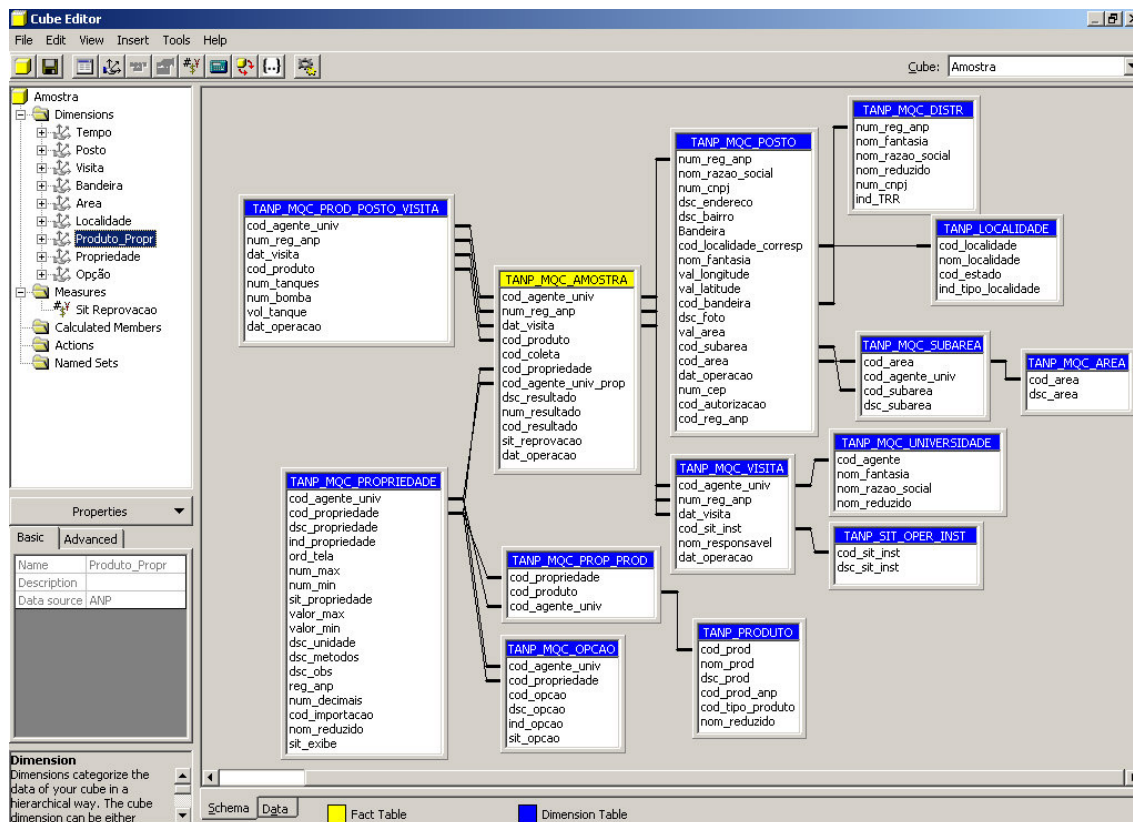 Cube Editor
File Edit View Insert Tools Help
Cube: Amostra
Amostra
Dimensions
Tempo
Posto
Visita
Bandeira
Area
Localidade
Produto_Propr
Propriedade
Opção
Measures
Sit Reprovacao
Calculated Members
Actions
Named Sets
Properties
Basic Advanced
Name Produto_Propr
Description
Data source ANP
Dimension
Dimensions categorize the
data of your cube in a
hierarchical way. The cube
dimension can be either
TANP_MQC_PROD_POSTO_VISITA
cod_agente_univ
num_reg_anp
dat_visita
cod_produto
num_tanques
num_bomba
vol_tanque
dat_operacao
TANP_MQC_PROPRIEDADE
cod_agente_univ
cod_propriedade
dsc_propriedade
ind_propriedade
ord_tela
num_max
num_min
sit_propriedade
valor_max
valor_min
dsc_unidade
dsc_metodos
dsc_obs
reg_anp
num_decimais
cod_importacao
nom_reduzido
sit_exibe
TANP_MQC_AMOSTRA
cod_agente_univ
num_reg_anp
dat_visita
cod_produto
cod_coleta
cod_propriedade
cod_agente_univ_prop
dsc_resultado
num_resultado
cod_resultado
sit_reprovacao
dat_operacao
TANP_MQC_PROP_PROD
cod_propriedade
cod_produto
cod_agente_univ
TANP_MQC_OPCAO
cod_agente_univ
cod_propriedade
cod_opcao
dsc_opcao
ind_opcao
sit_opcao
TANP_MQC_POSTO
num_reg_anp
nom_razao_social
num_cnpj
dsc_endereco
dsc_bairro
Bandeira
cod_localidade_corresp
nom_fantasia
val_longitude
val_latitude
cod_bandeira
dsc_foto
val_area
cod_subarea
cod_area
dat_operacao
num_cep
cod_autorizacao
cod_reg_anp
TANP_MQC_VISITA
cod_agente_univ
num_reg_anp
dat_visita
cod_sit_inst
nom_responsavel
dat_operacao
TANP_PRODUTO
cod_prod
nom_prod
dsc_prod
cod_prod_anp
cod_tipo_produto
nom_reduzido
TANP_MQC_DISTR
num_reg_anp
nom_fantasia
nom_razao_social
nom_reduzido
num_cnpj
ind_TRR
TANP_LOCALIDADE
cod_localidade
nom_localidade
cod_estado
ind_tipo_localidade
TANP_MQC_SUBAREA
cod_area
cod_agente_univ
cod_subarea
dsc_subarea
TANP_MQC_AREA
cod_area
dsc_area
TANP_MQC_UNIVERSIDADE
cod_agente
nom_fantasia
nom_razao_social
nom_reduzido
TANP_SIT_OPER_INST
cod_sit_inst
dsc_sit_inst
Schema Data
Fact Table
Dimension Table